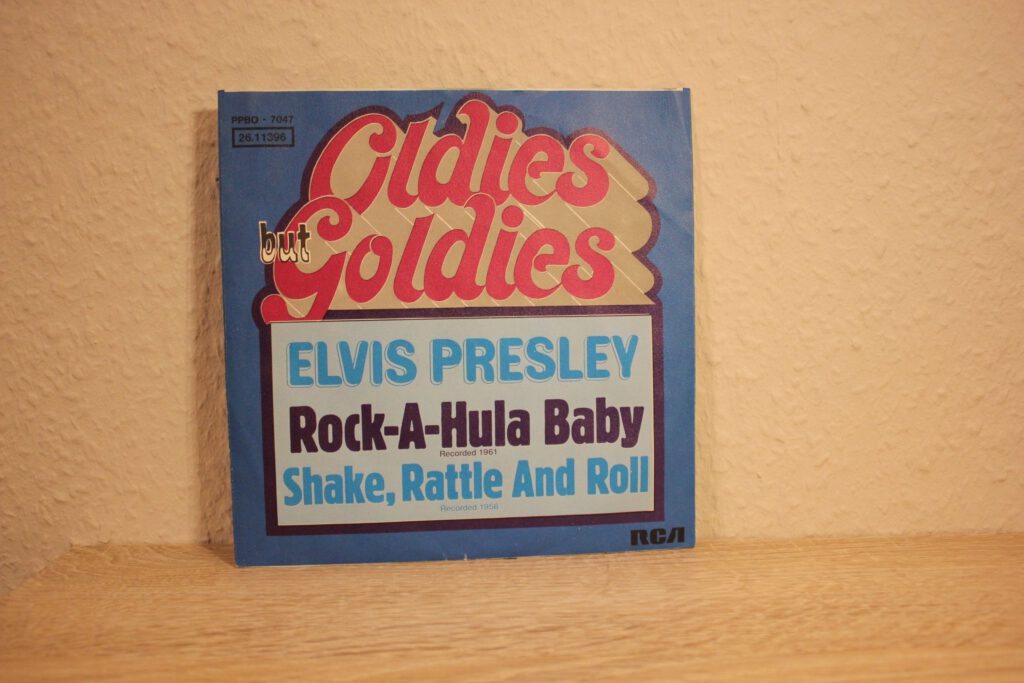 PPBO - 7047
26.11396
Oldies
but
Goldies
ELVIS PRESLEY
Rock-A-Hula Baby
Recorded 1961
Shake, Rattle And Roll
Recorded 1956
RCA